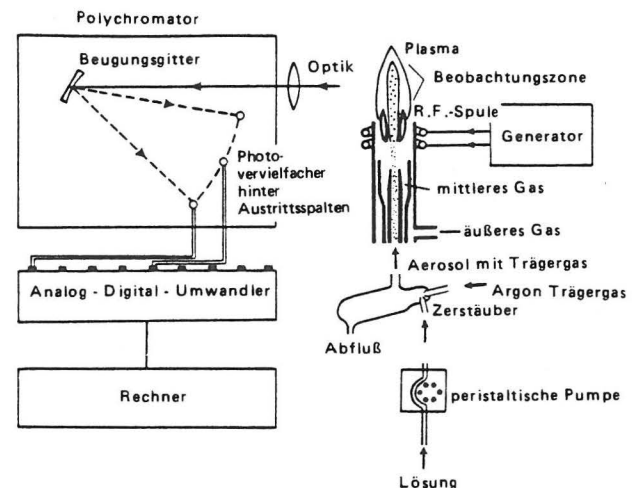 Polychromator
Beugungsgitter
Optik
Photo-
vervielfacher
hinter
Austrittsspalten
Analog - Digital - Umwandler
Rechner
Plasma
Beobachtungszone
R.F.-Spule
Generator
mittleres Gas
äußeres Gas
Aerosol mit Trägergas
Argon Trägergas
Zerstäuber
Abfluß
peristaltische Pumpe
Lösung